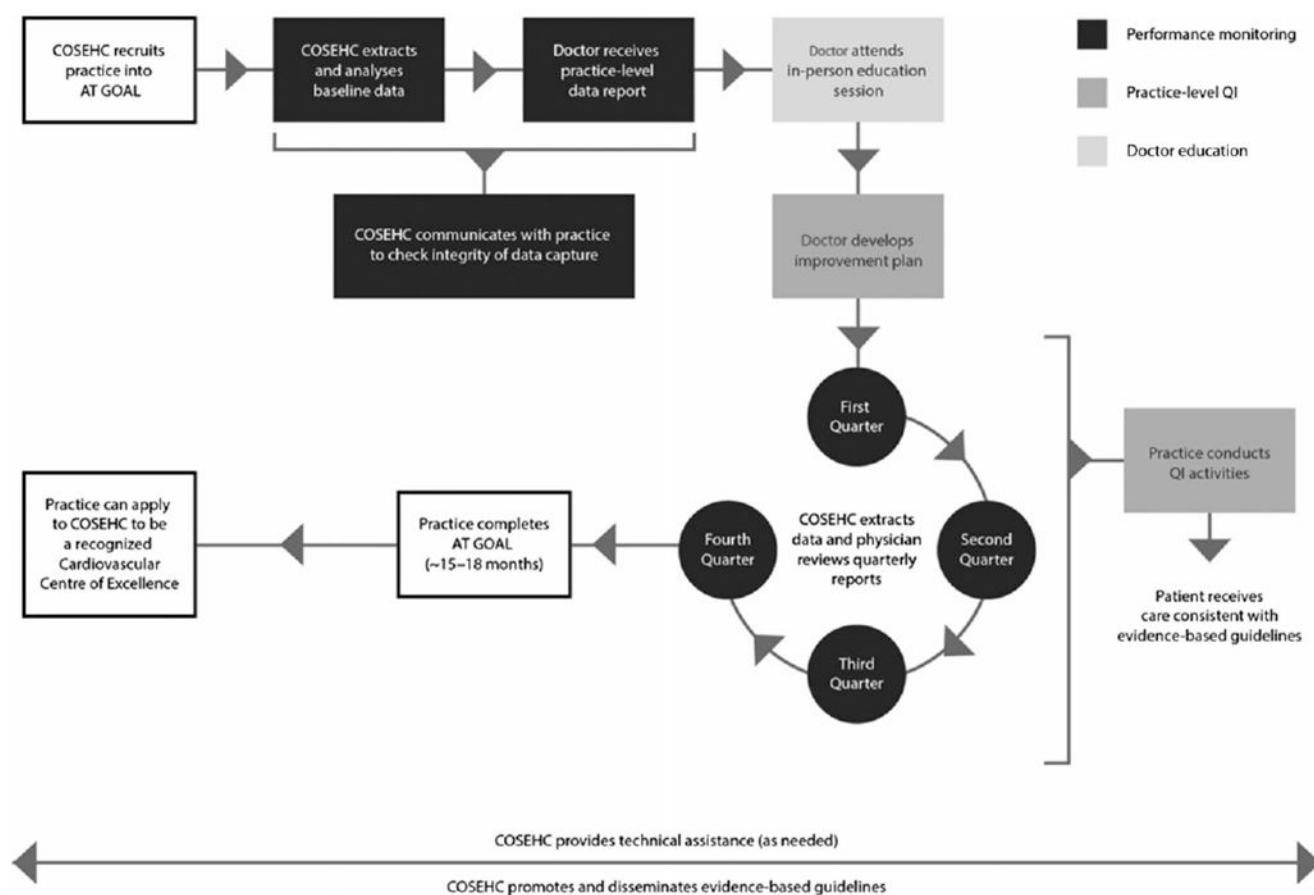 COSEHC recruits
practice into
AT GOAL
COSEHC extracts
and analyses
baseline data
Doctor receives
practice-level
data report
Doctor attends
in-person education
session
Performance monitoring
Practice-level QI
Doctor education
COSEHC communicates with practice
to check integrity of data capture
Doctor develops
improvement plan
First
Quarter
Second
Quarter
Third
Quarter
Fourth
Quarter
COSEHC extracts
data and physician
reviews quarterly
reports
Practice conducts
QI activities
Patient receives
care consistent with
evidence-based guidelines
Practice completes
AT GOAL
(~15–18 months)
Practice can apply
to COSEHC to be
a recognized
Cardiovascular
Centre of Excellence
COSEHC provides technical assistance (as needed)
COSEHC promotes and disseminates evidence-based guidelines